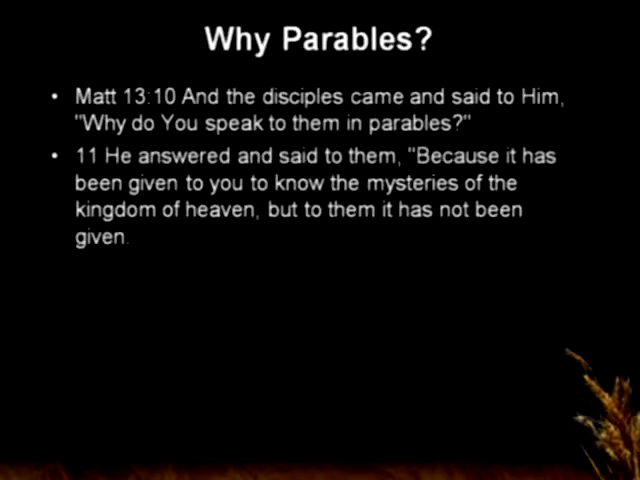 Why Parables?
• Matt 13:10 And the disciples came and said to Him,
"Why do You speak to them in parables?"
• 11 He answered and said to them, "Because it has
been given to you to know the mysteries of the
kingdom of heaven, but to them it has not been
given.